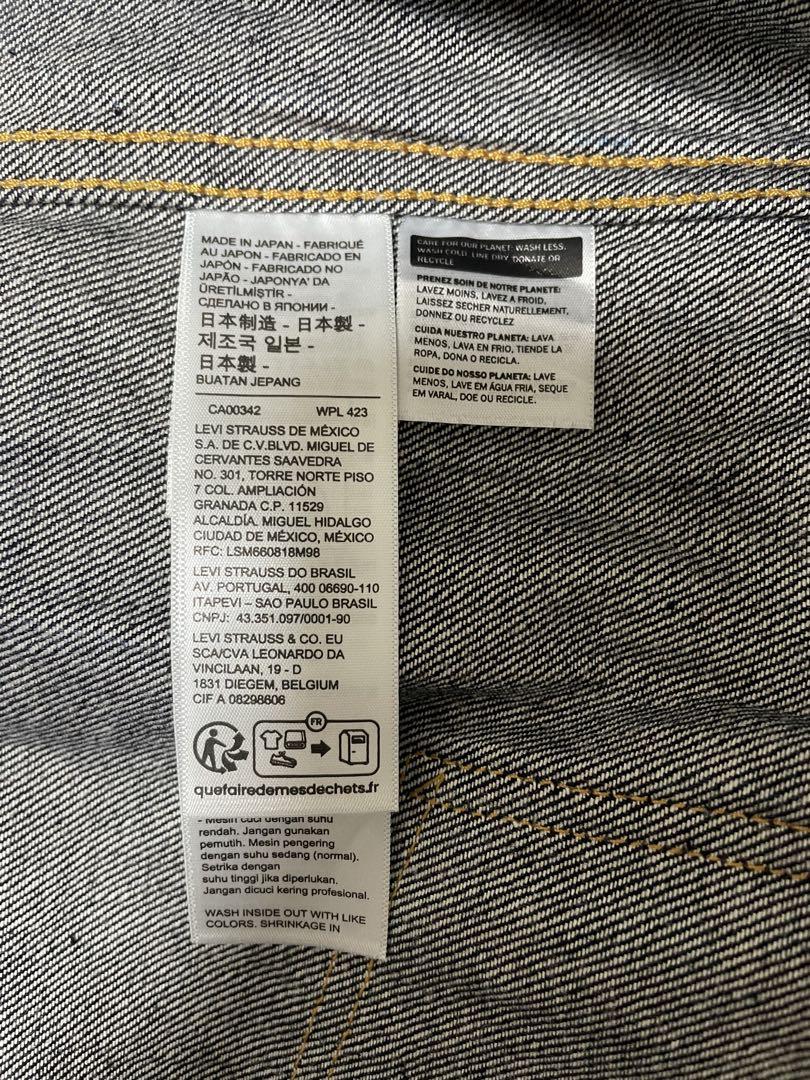 MADE IN JAPAN - FABRIQUÉ
AU JAPON - FABRICADO EN
JAPÓN - FABRICADO NO
JAPÃO - JAPONYA' DA
ÜRETİLMİŞTİR -
СДЕЛАНО В ЯПОНИИ -
日本制造 - 日本製 -
제조국 일본 -
日本製 -
BUATAN JEPANG
CA00342 WPL 423
LEVI STRAUSS DE MÉXICO
S.A. DE C.V.BLVD. MIGUEL DE
CERVANTES SAAVEDRA
NO. 301, TORRE NORTE PISO
7 COL. AMPLIACIÓN
GRANADA C.P. 11529
ALCALDÍA. MIGUEL HIDALGO
CIUDAD DE MÉXICO, MÉXICO
RFC: LSM660818M98
LEVI STRAUSS DO BRASIL
AV. PORTUGAL, 400 06690-110
ITAPEVI – SAO PAULO BRASIL
CNPJ: 43.351.097/0001-90
LEVI STRAUSS & CO. EU
SCA/CVA LEONARDO DA
VINCILAAN, 19 - D
1831 DIEGEM, BELGIUM
CIF A 08298606
FR
quefairedemesdechets.fr
- Mesin cuci dengan suhu
rendah. Jangan gunakan
pemutih. Mesin pengering
dengan suhu sedang (normal).
Setrika dengan
suhu tinggi jika diperlukan.
Jangan dicuci kering profesional.
WASH INSIDE OUT WITH LIKE
COLORS. SHRINKAGE IN
CARE FOR OUR PLANET: WASH LESS,
WASH COLD, LINE DRY, DONATE OR
RECYCLE
PRENEZ SOIN DE NOTRE PLANETE:
LAVEZ MOINS, LAVEZ A FROID,
LAISSEZ SECHER NATURELLEMENT,
DONNEZ OU RECYCLEZ
CUIDA NUESTRO PLANETA: LAVA
MENOS, LAVA EN FRIO, TIENDE LA
ROPA, DONA O RECICLA.
CUIDE DO NOSSO PLANETA: LAVE
MENOS, LAVE EM ÁGUA FRIA, SEQUE
EM VARAL, DOE OU RECICLE.